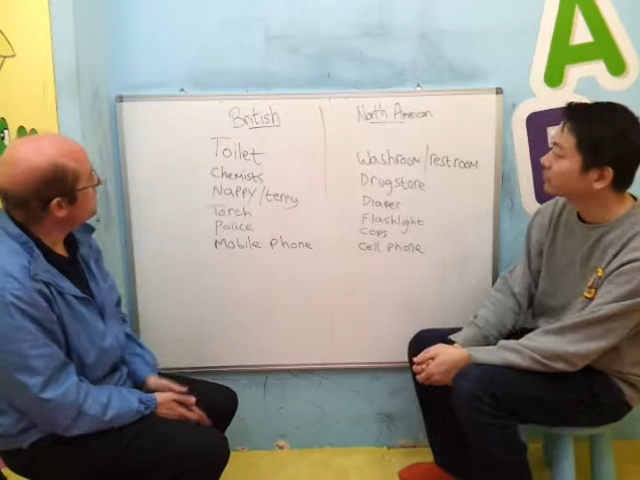 British
North American
Toilet
Washroom/restroom
Chemists
Drugstore
Nappy/terry
Diaper
Torch
Flashlight
Police
Cops
Mobile phone
Cell phone
A